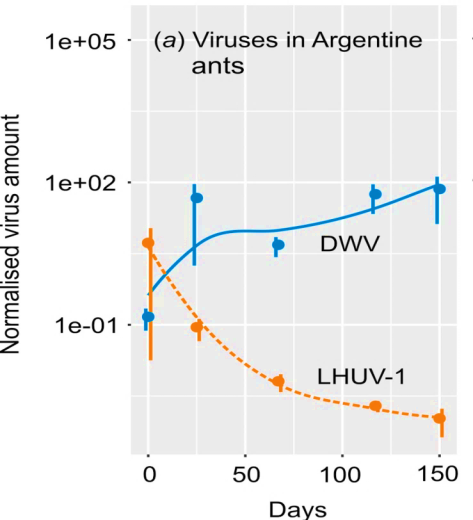 (a) Viruses in Argentine
ants
Normalised virus amount
1e+05
1e+02
1e-01
DWV
LHUV-1
0 50 100 150
Days